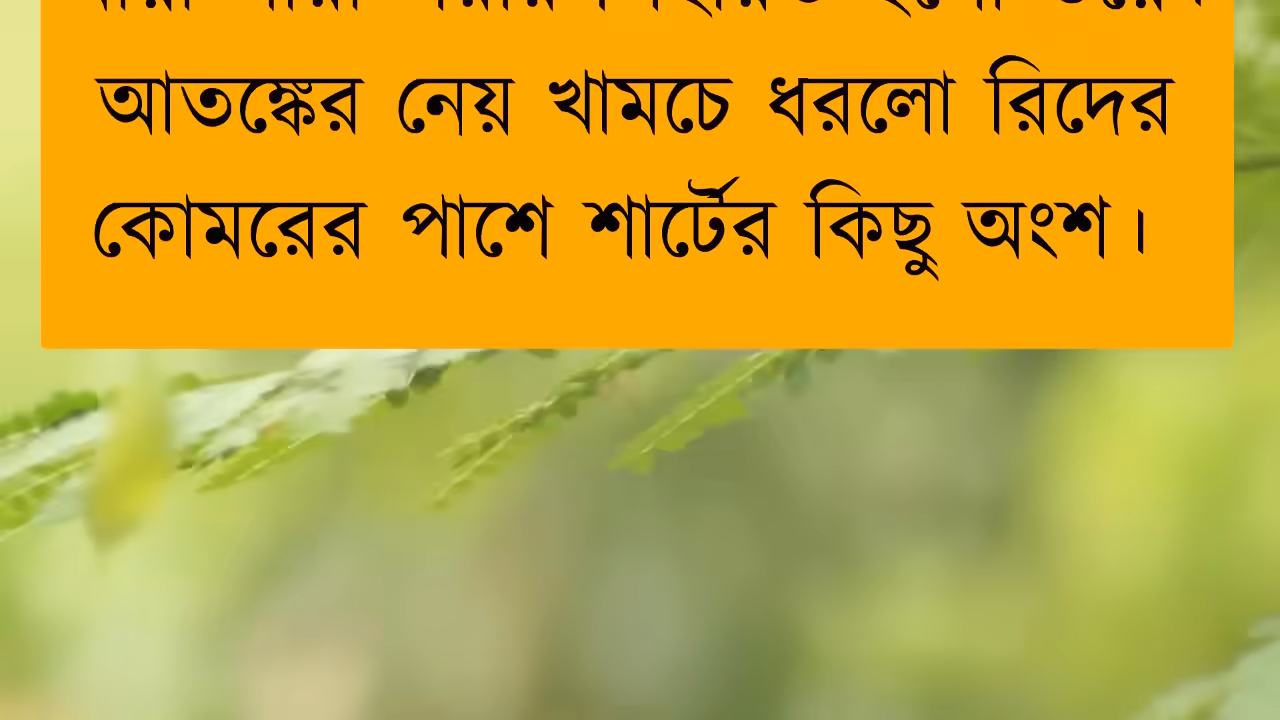 আতঙ্কের নেয় খামচে ধরলো রিদের
কোমরের পাশে শার্টের কিছু অংশ।